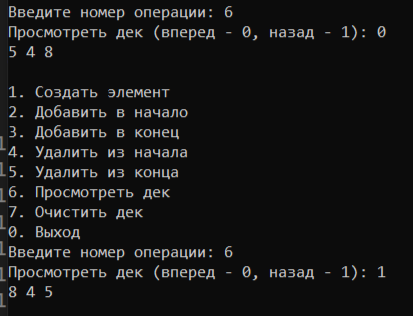 Введите номер операции: 6
Просмотреть дек (вперед - 0, назад - 1): 0
5 4 8
1. Создать элемент
2. Добавить в начало
3. Добавить в конец
4. Удалить из начала
5. Удалить из конца
6. Просмотреть дек
7. Очистить дек
0. Выход
Введите номер операции: 6
Просмотреть дек (вперед - 0, назад - 1): 1
8 4 5